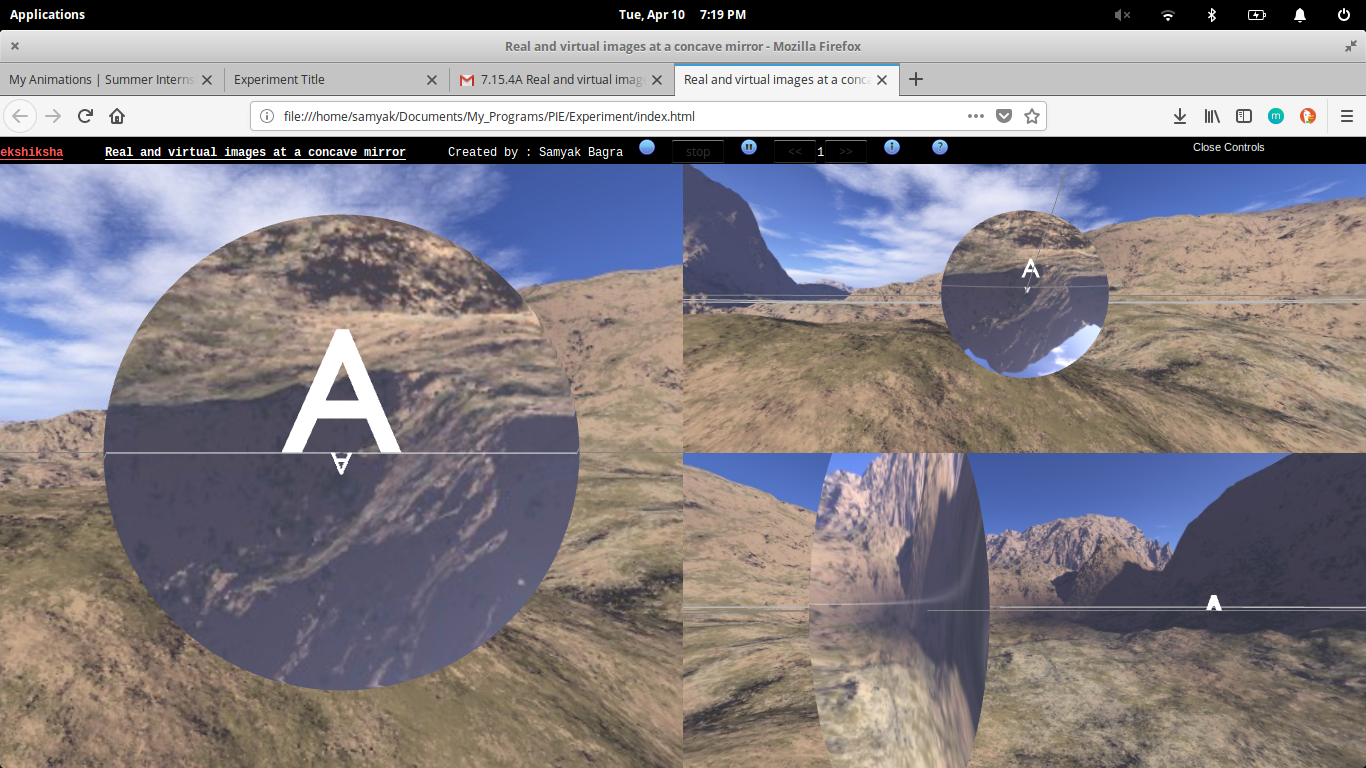 Applications
Tue, Apr 10 7:19 PM
Real and virtual images at a concave mirror - Mozilla Firefox
My Animations | Summer Interns
Experiment Title
7.15.4A Real and virtual imag
Real and virtual images at a conca
file:///home/samyak/Documents/My_Programs/PIE/Experiment/index.html
m
ekshiksha
Real and virtual images at a concave mirror
Created by : Samyak Bagra
stop
<< 1 >>
i
?
Close Controls
A
A
A
A
A